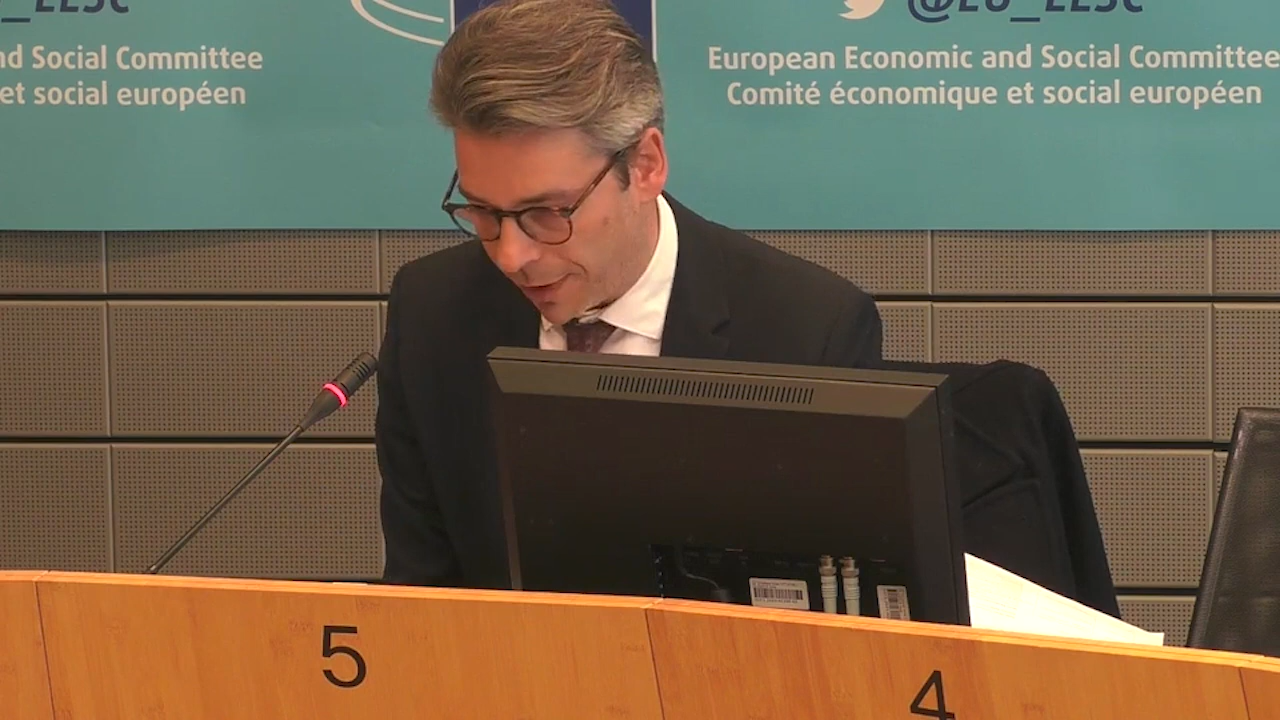 @EU_EESC
nd Social Committee
et social européen
European Economic and Social Committee
Comité économique et social européen
5
4